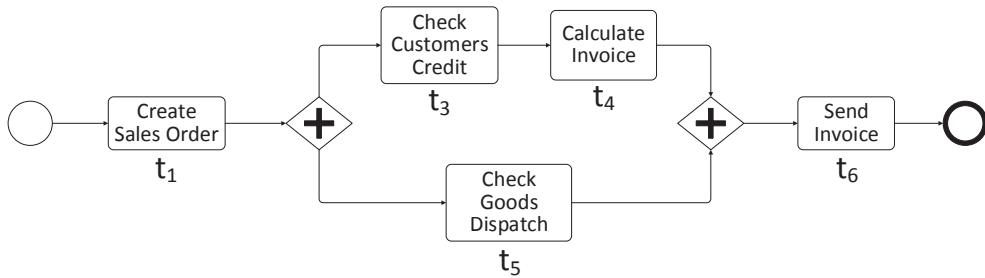 Create
Sales Order
t1
Check
Customers
Credit
t3
Calculate
Invoice
t4
Check
Goods
Dispatch
t5
Send
Invoice
t6